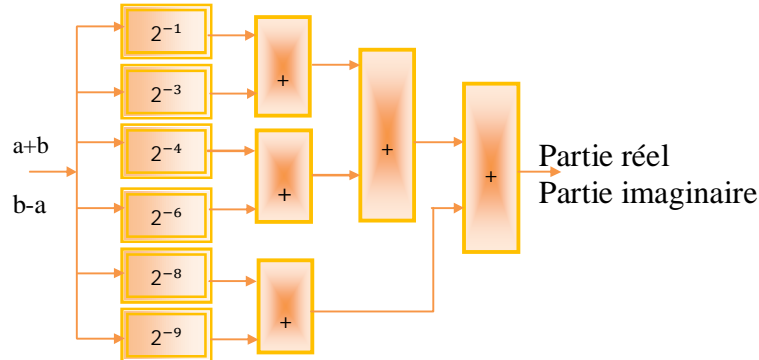 a+b
b-a
2⁻¹
2⁻³
2⁻⁴
2⁻⁶
2⁻⁸
2⁻⁹
+
+
+
+
+
Partie réel
Partie imaginaire